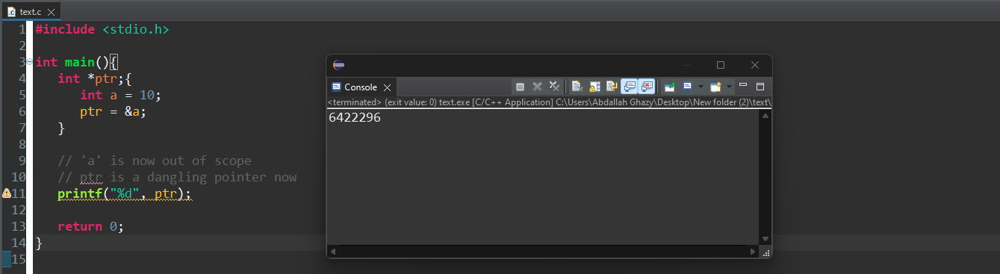 text.c
1 #include <stdio.h>
2
3 int main(){
4 int *ptr;{
5 int a = 10;
6 ptr = &a;
7 }
8
9 // 'a' is now out of scope
10 // ptr is a dangling pointer now
11 printf("%d", ptr);
12
13 return 0;
14 }
15
Console
<terminated> (exit value: 0) text.exe [C/C++ Application] C:\Users\Abdallah Ghazy\Desktop\New folder (2)\text\
6422296